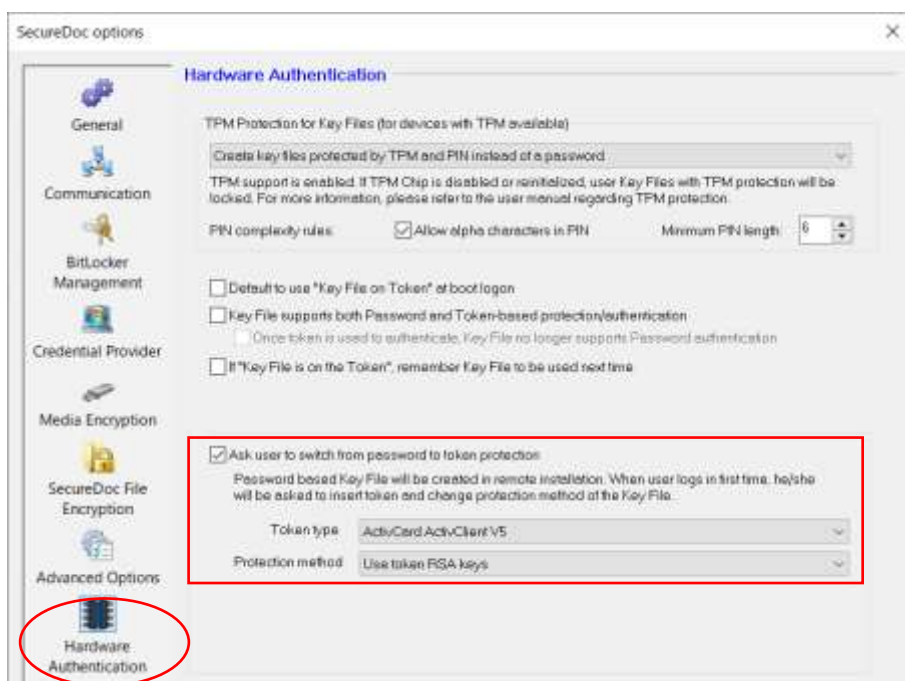 SecureDoc options
General
Communication
BitLocker
Management
Credential Provider
Media Encryption
SecureDoc File
Encryption
Advanced Options
Hardware
Authentication
Hardware Authentication
TPM Protection for Key Files (for devices with TPM available)
Create key files protected by TPM and PIN instead of a password
TPM support is enabled. If TPM Chip is disabled or reinitialized, user Key Files with TPM protection will be
locked. For more information, please refer to the user manual regarding TPM protection.
PIN complexity rules: Allow alpha characters in PIN Minimum PIN length: 6
Default to use "Key File on Token" at boot logon
Key File supports both Password and Token-based protection/authentication
Once token is used to authenticate, Key File no longer supports Password authentication
If "Key File is on the Token", remember Key File to be used next time
Ask user to switch from password to token protection
Password based Key File will be created in remote installation. When user logs in first time, he/she
will be asked to insert token and change protection method of the Key File.
Token type ActivCard ActivClient V5
Protection method Use token RSA keys